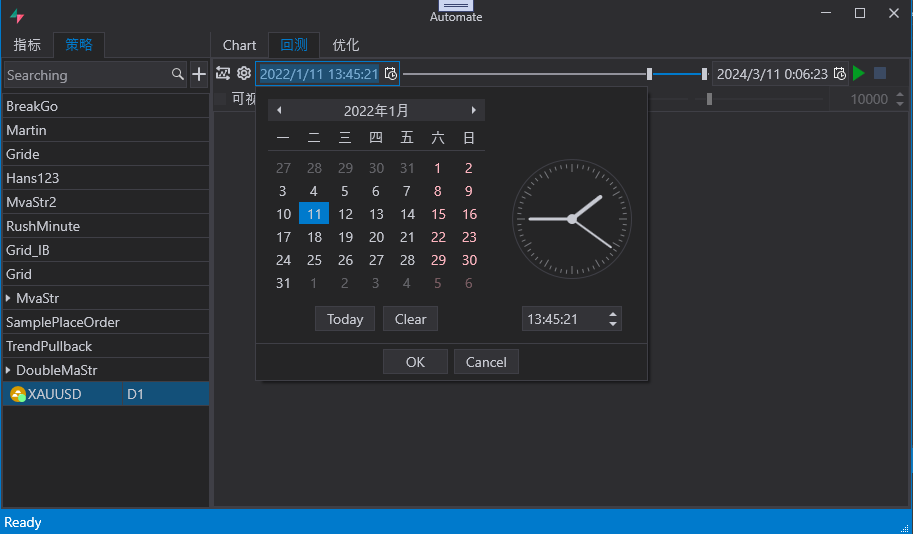 Automate
指标 策略 Chart 回测 优化
Searching 2022/1/11 13:45:21 2024/3/11 0:06:23
可视 10000
BreakGo
Martin
Gride
Hans123
MvaStr2
RushMinute
Grid_IB
Grid
MvaStr
SamplePlaceOrder
TrendPullback
DoubleMaStr
XAUUSD D1
2022年1月
一 二 三 四 五 六 日
27 28 29 30 31 1 2
3 4 5 6 7 8 9
10 11 12 13 14 15 16
17 18 19 20 21 22 23
24 25 26 27 28 29 30
31 1 2 3 4 5 6
Today Clear 13:45:21
OK Cancel
Ready